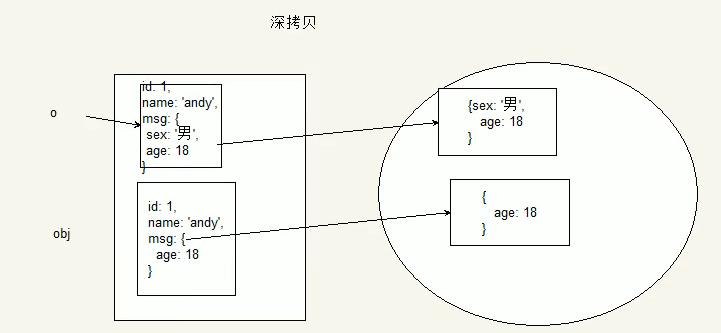 深拷贝
o
id: 1,
name: 'andy',
msg: {
sex: '男',
age: 18
}
{sex: '男',
age: 18
}
obj
id: 1,
name: 'andy',
msg: {
age: 18
}
{
age: 18
}